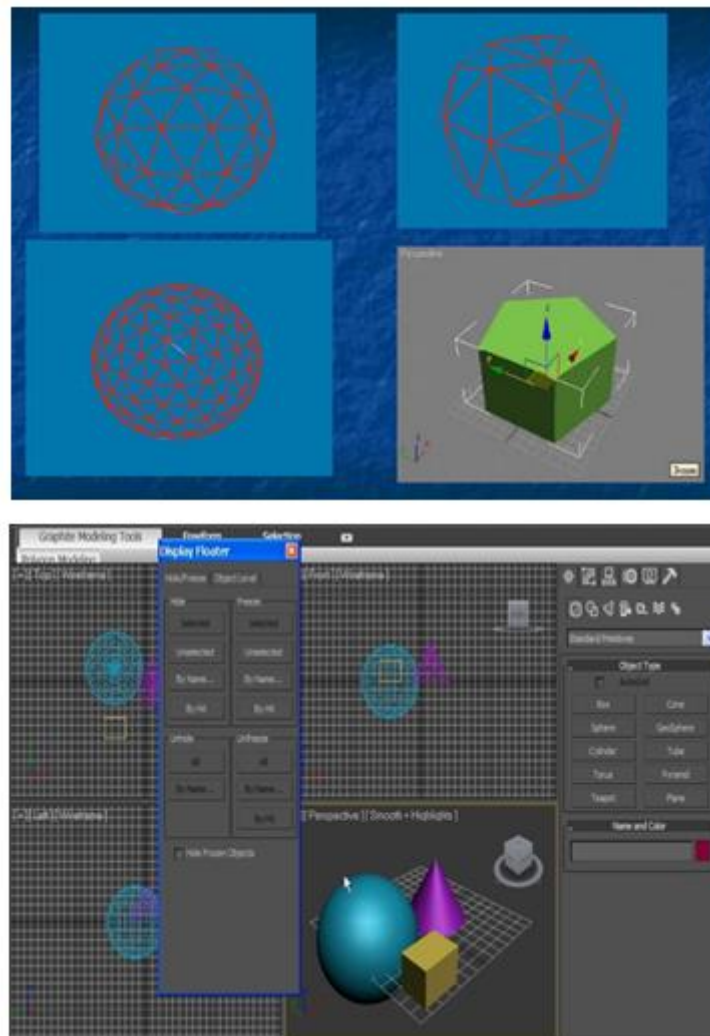 Perspective
Graphite Modeling Tools Freeform Selection
Polygon Modeling
Display Floater
[+][Top][Wireframe]
[Front][Wireframe]
Hide/Freeze Object Level
Hide Freeze
Selected Selected
Unselected Unselected
By Name... By Name...
By Hit By Hit
Unhide Unfreeze
All All
By Name... By Name...
By Hit
Hide Frozen Objects
[+][Left][Wireframe]
[Perspective][Smooth + Highlights]
Standard Primitives
Object Type
AutoGrid
Box Cone
Sphere GeoSphere
Cylinder Tube
Torus Pyramid
Teapot Plane
Name and Color